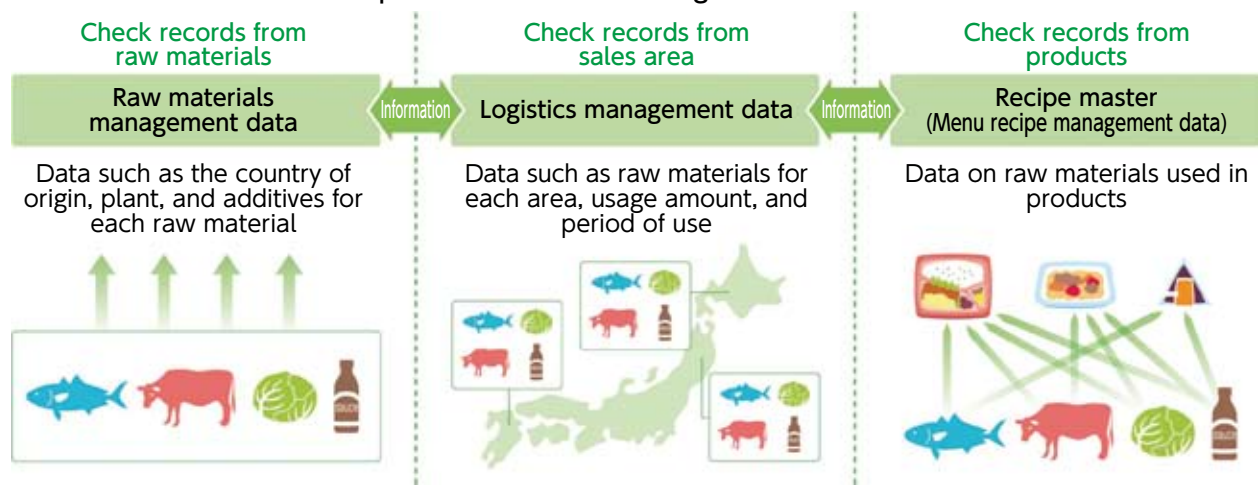 Check records from
raw materials
Check records from
sales area
Check records from
products
Raw materials
management data
Information
Logistics management data
Information
Recipe master
(Menu recipe management data)
Data such as the country of
origin, plant, and additives for
each raw material
Data such as raw materials for
each area, usage amount, and
period of use
Data on raw materials used in
products